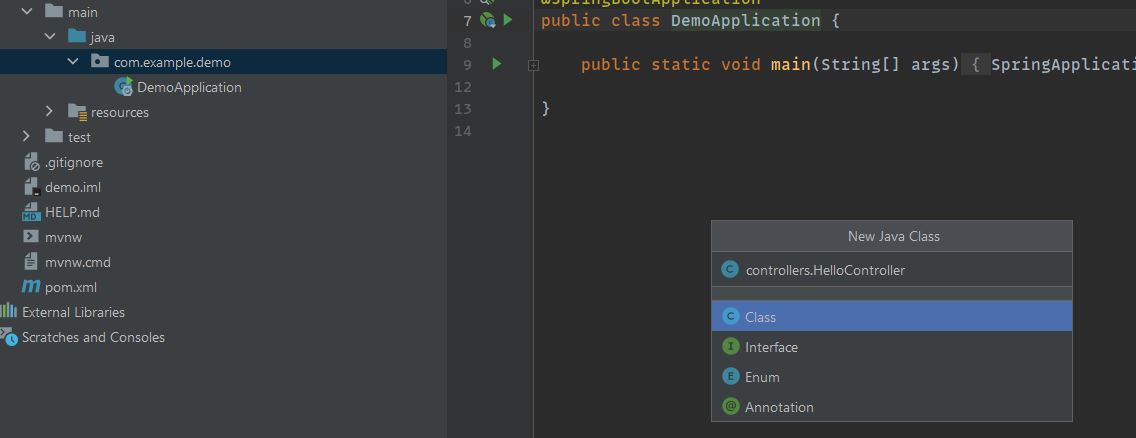 main
java
com.example.demo
DemoApplication
resources
test
.gitignore
demo.iml
HELP.md
mvnw
mvnw.cmd
pom.xml
External Libraries
Scratches and Consoles
6 @SpringBootApplication
7 public class DemoApplication {
8
9 public static void main(String[] args) { SpringApplicati
12
13 }
14
New Java Class
controllers.HelloController
Class
Interface
Enum
Annotation